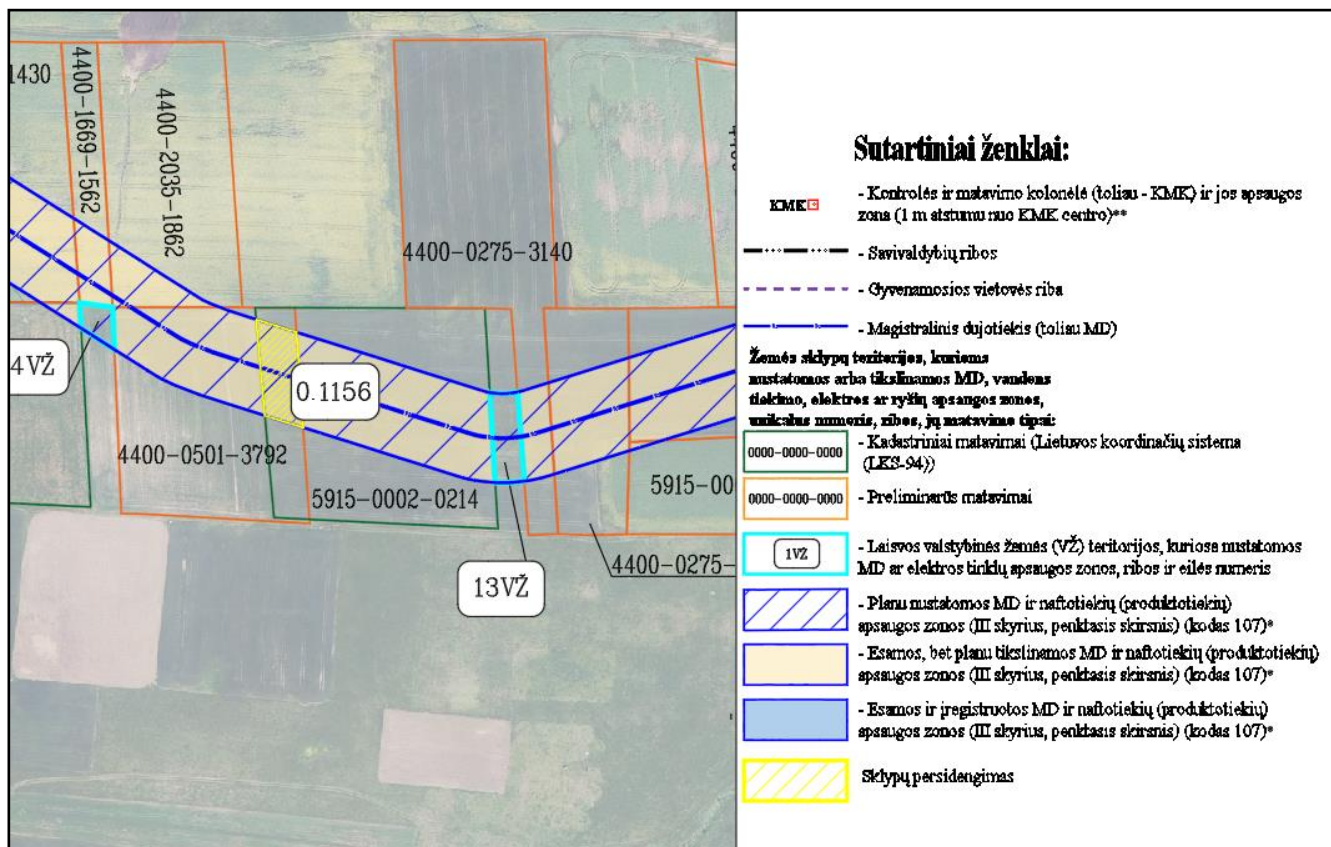 1430
4400-1669-1562
4400-2035-1862
4400-0275-3140
4VŽ
0.1156
4400-0501-3792
5915-0002-0214
5915-00
13VŽ
4400-0275-
Sutartiniai ženklai:
KMK
- Kontrolės ir matavimo kolonėlė (toliau - KMK) ir jos apsaugos
zona (1 m atstumu nuo KMK centro)**
- Savivaldybių ribos
- Gyvenamosios vietovės riba
- Magistralinis dujotiekis (toliau MD)
Žemės sklypų teritorijos, kurioms
nustatomos arba tikslinamos MD, vandens
tiekimo, elektros ar ryšių apsaugos zonos,
unikalus numeris, ribos, jų matavimo tipai:
0000-0000-0000
- Kadastriniai matavimai (Lietuvos koordinačių sistema
(LKS-94))
0000-0000-0000
- Preliminarūs matavimai
1VŽ
- Laisvos valstybinės žemės (VŽ) teritorijos, kuriose nustatomos
MD ar elektros tinklų apsaugos zonos, ribos ir eilės numeris
- Planu nustatomos MD ir naftotiekių (produktotiekių)
apsaugos zonos (III skyrius, penktasis skirsnis) (kodas 107)*
- Esamos, bet planu tikslinamos MD ir naftotiekių (produktotiekių)
apsaugos zonos (III skyrius, penktasis skirsnis) (kodas 107)*
- Esamos ir įregistruotos MD ir naftotiekių (produktotiekių)
apsaugos zonos (III skyrius, penktasis skirsnis) (kodas 107)*
Sklypų persidengimas